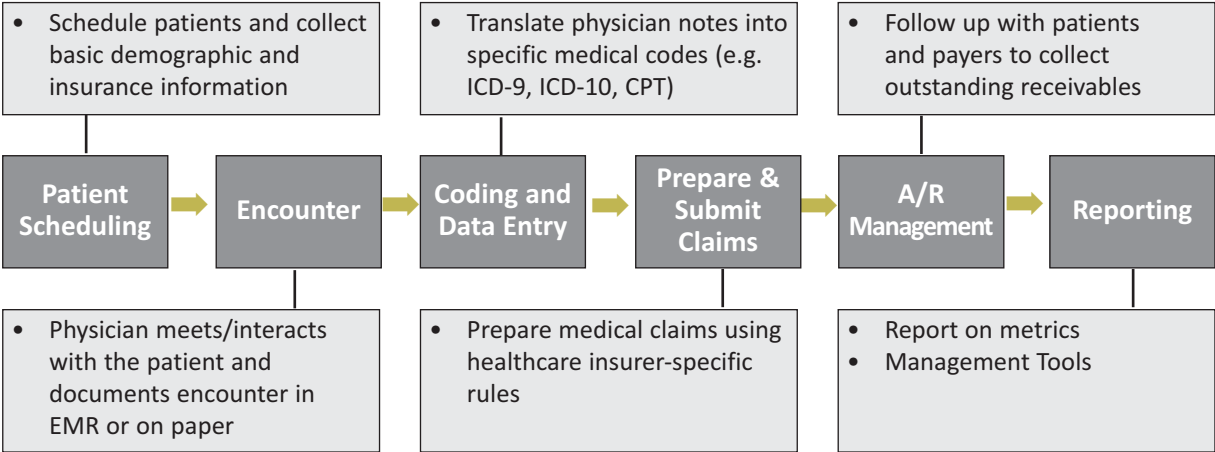 • Schedule patients and collect
basic demographic and
insurance information
• Translate physician notes into
specific medical codes (e.g.
ICD-9, ICD-10, CPT)
• Follow up with patients
and payers to collect
outstanding receivables
Patient
Scheduling
Encounter
Coding and
Data Entry
Prepare &
Submit
Claims
A/R
Management
Reporting
• Physician meets/interacts
with the patient and
documents encounter in
EMR or on paper
• Prepare medical claims using
healthcare insurer-specific
rules
• Report on metrics
• Management Tools